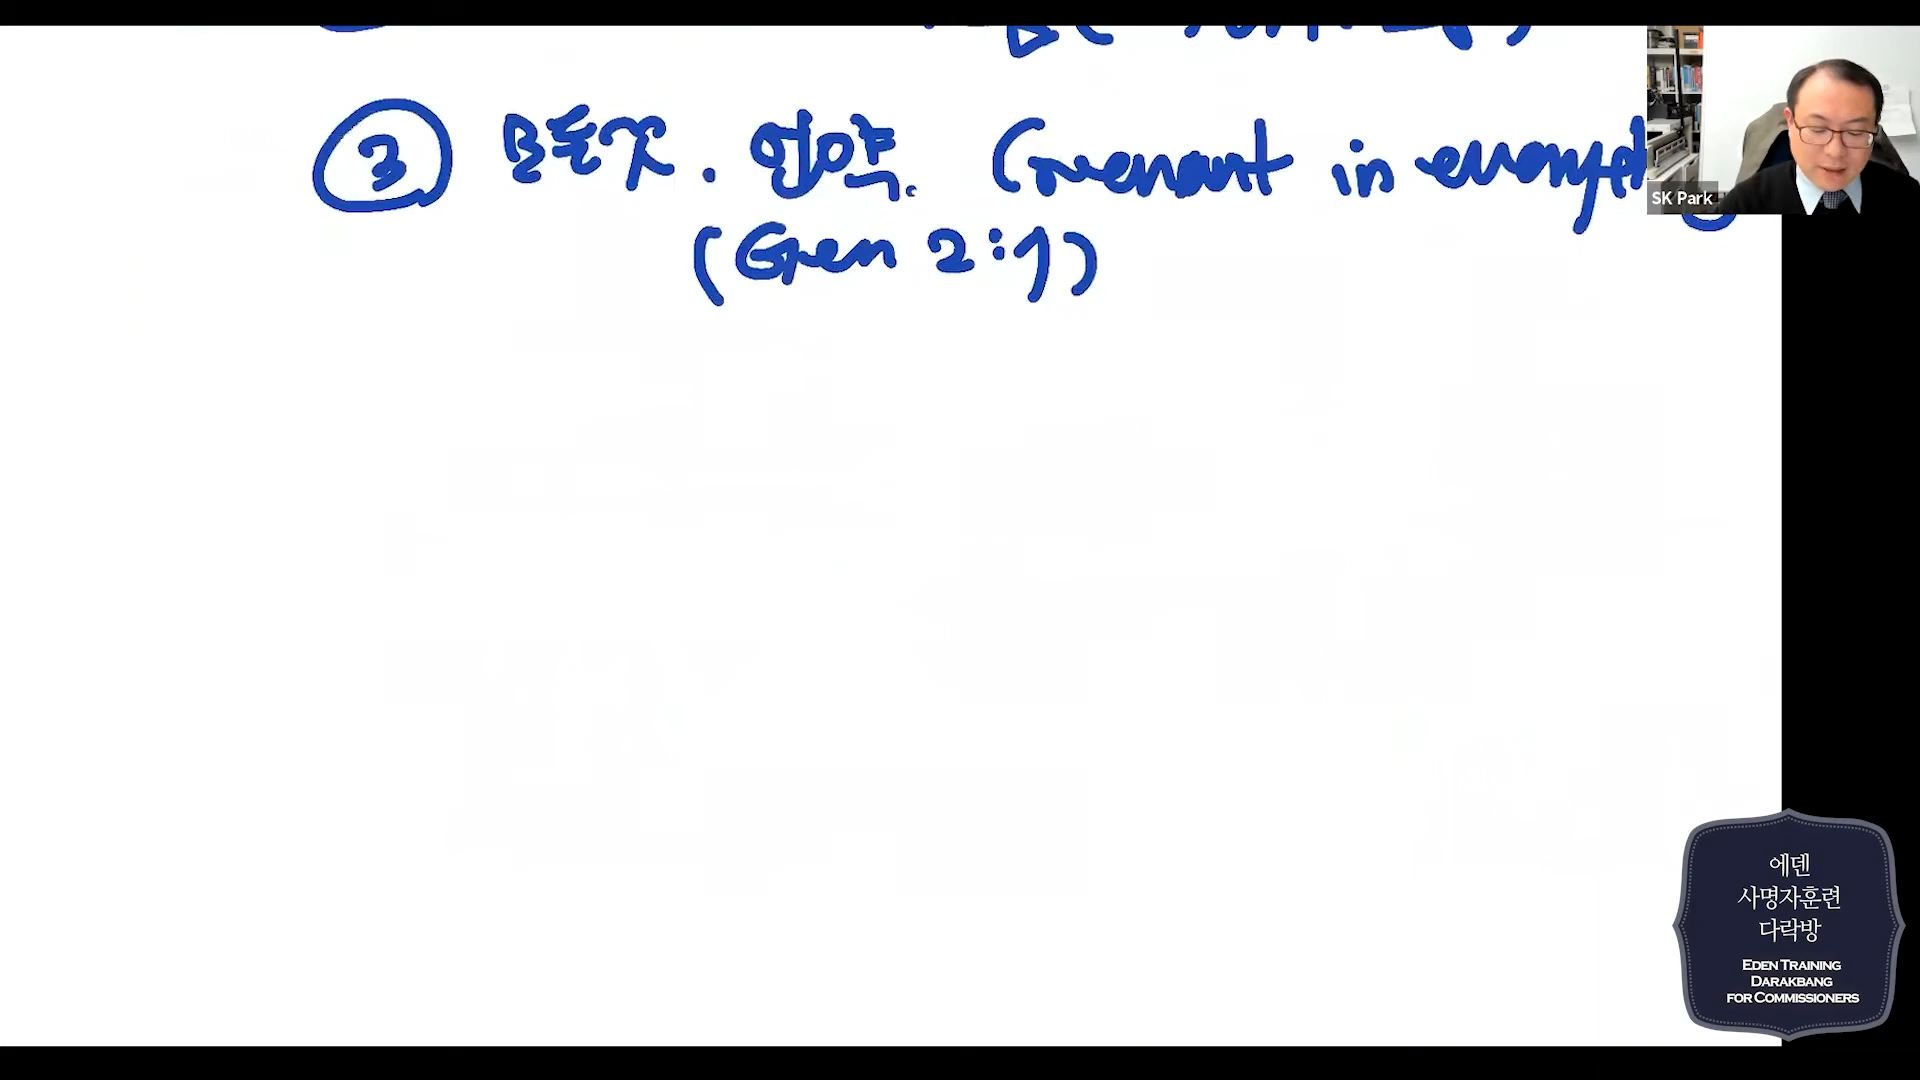 ③ 모든것. 언약. Covenant in everything
(Gen 2:1)
SK Park
에덴
사명자훈련
다락방
EDEN TRAINING
DARAKBANG
FOR COMMISSIONERS